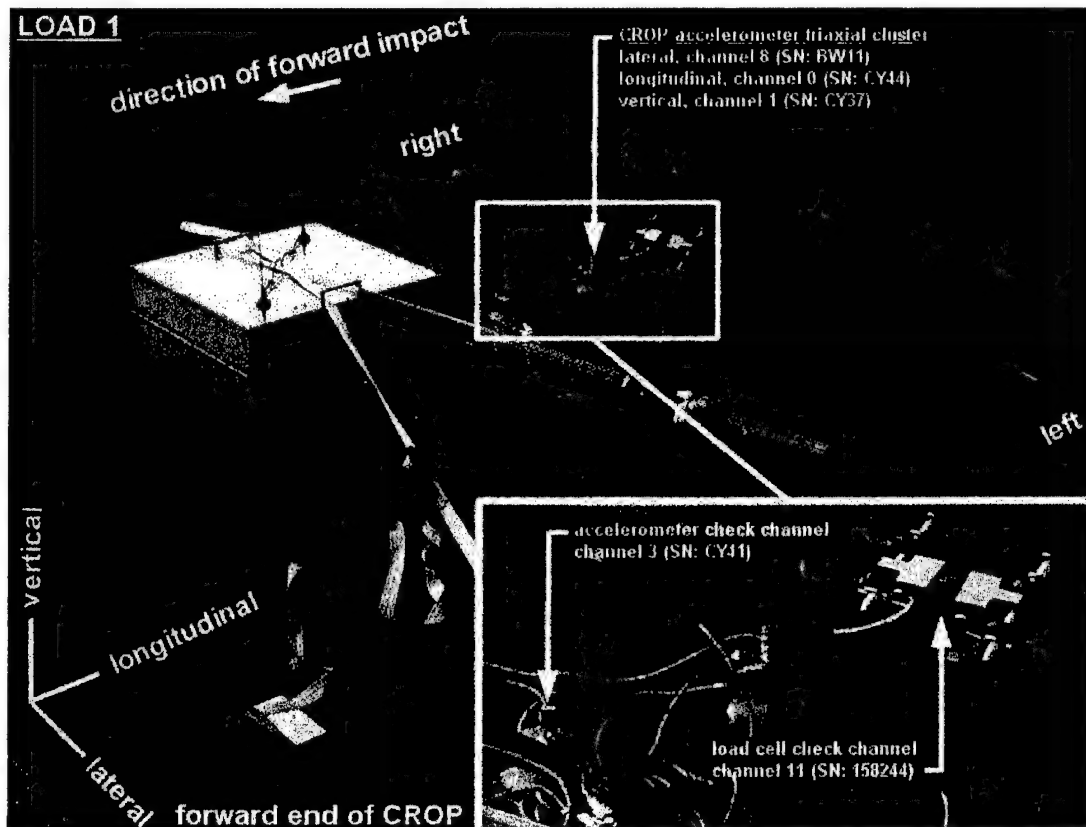 LOAD 1
direction of forward impact
CROP accelerometer triaxial cluster
lateral, channel 8 (SN: BW11)
longitudinal, channel 0 (SN: CY44)
vertical, channel 1 (SN: CY37)
right
left
accelerometer check channel
channel 3 (SN: CY41)
vertical
longitudinal
lateral
load cell check channel
channel 11 (SN: 158244)
forward end of CROP